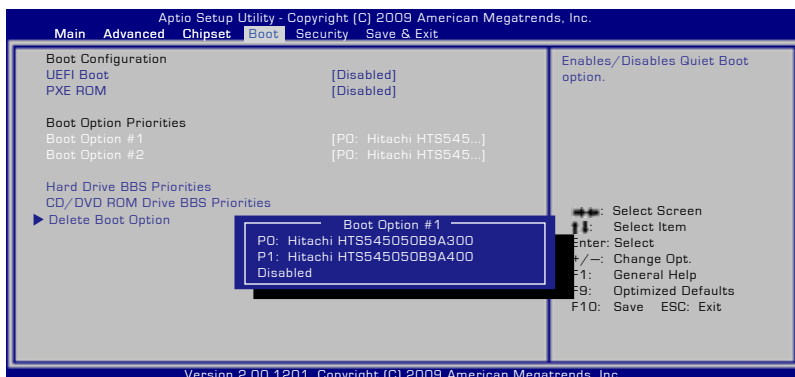 Aptio Setup Utility - Copyright (C) 2009 American Megatrends, Inc.
Main Advanced Chipset Boot Security Save & Exit
Boot Configuration
UEFI Boot [Disabled]
PXE ROM [Disabled]
Boot Option Priorities
Boot Option #1 [P0: Hitachi HTS545...]
Boot Option #2 [P0: Hitachi HTS545...]
Hard Drive BBS Priorities
CD/DVD ROM Drive BBS Priorities
Delete Boot Option
Boot Option #1
P0: Hitachi HTS545050B9A300
P1: Hitachi HTS545050B9A400
Disabled
Enables/Disables Quiet Boot
option.
: Select Screen
: Select Item
Enter: Select
+/—: Change Opt.
F1: General Help
F9: Optimized Defaults
F10: Save ESC: Exit
Version 2.00.1201. Copyright (C) 2009 American Megatrends, Inc.